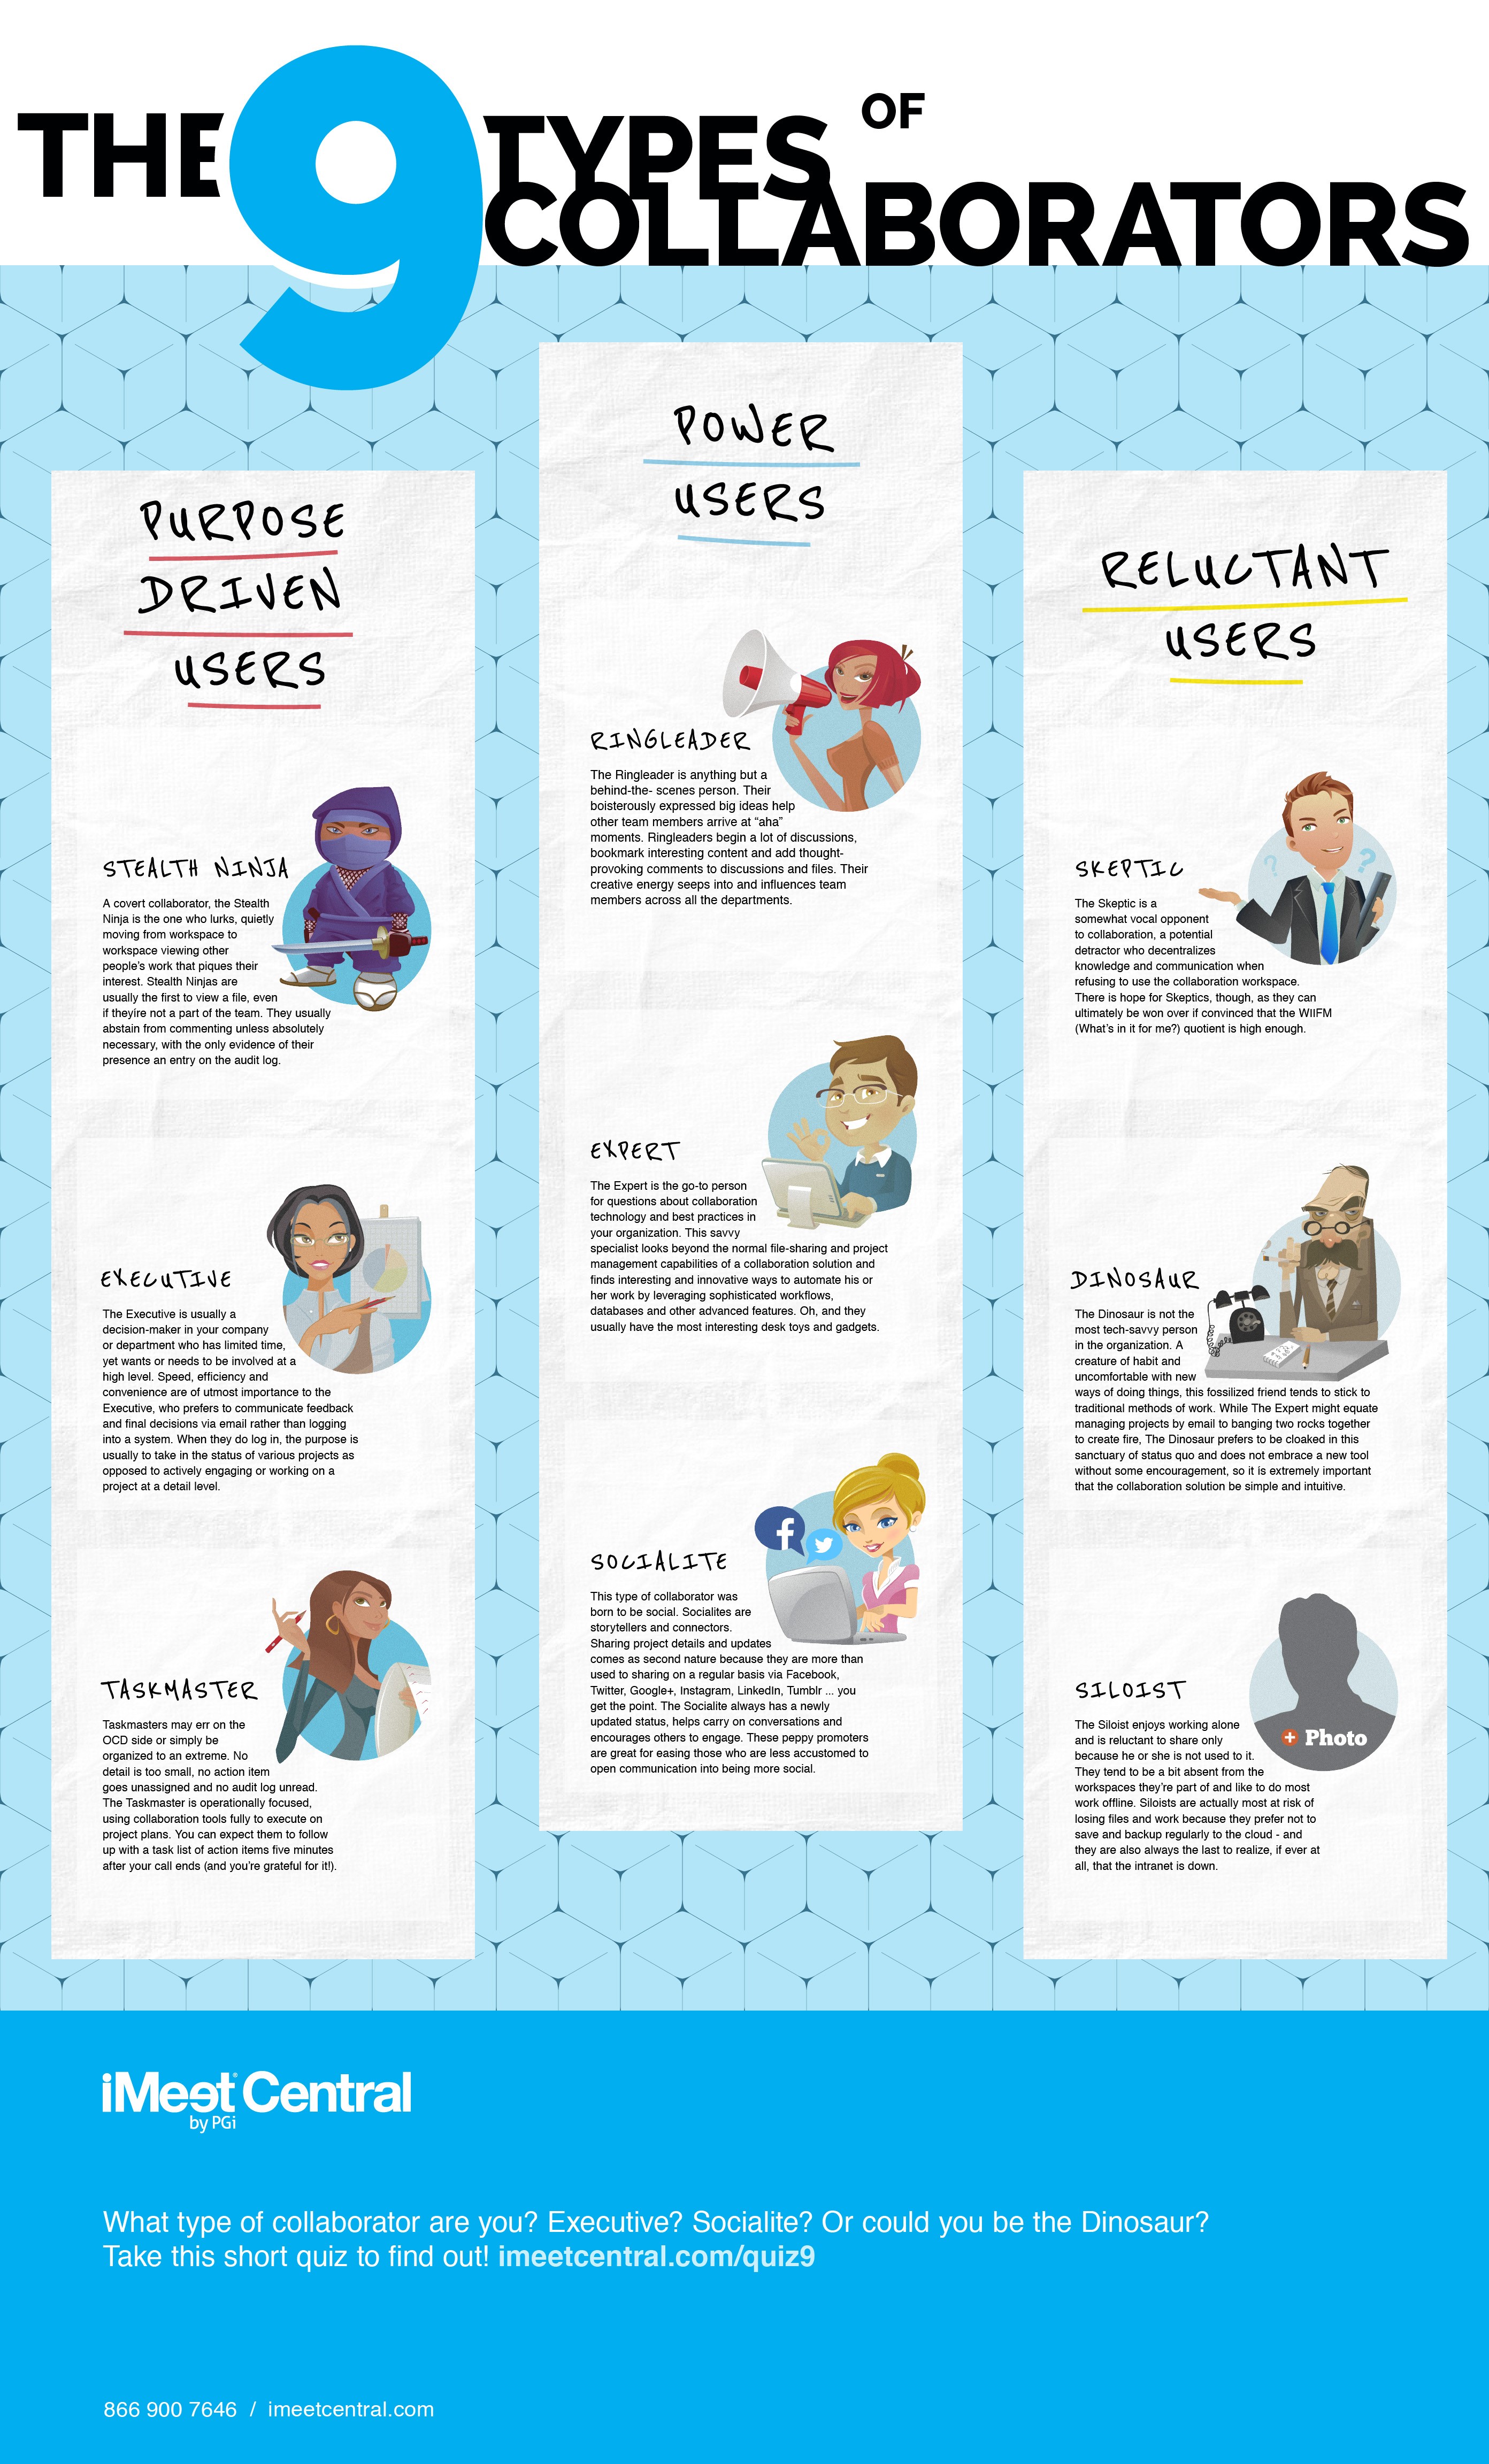 THE 9 TYPES OF
COLLABORATORS
PURPOSE
DRIVEN
USERS
STEALTH NINJA
A covert collaborator, the Stealth
Ninja is the one who lurks, quietly
moving from workspace to
workspace viewing other
people's work that piques their
interest. Stealth Ninjas are
usually the first to view a file, even
if theyíre not a part of the team. They usually
abstain from commenting unless absolutely
necessary, with the only evidence of their
presence an entry on the audit log.
EXECUTIVE
The Executive is usually a
decision-maker in your company
or department who has limited time,
yet wants or needs to be involved at a
high level. Speed, efficiency and
convenience are of utmost importance to the
Executive, who prefers to communicate feedback
and final decisions via email rather than logging
into a system. When they do log in, the purpose is
usually to take in the status of various projects as
opposed to actively engaging or working on a
project at a detail level.
TASKMASTER
Taskmasters may err on the
OCD side or simply be
organized to an extreme. No
detail is too small, no action item
goes unassigned and no audit log unread.
The Taskmaster is operationally focused,
using collaboration tools fully to execute on
project plans. You can expect them to follow
up with a task list of action items five minutes
after your call ends (and you're grateful for it!).
POWER
USERS
RINGLEADER
The Ringleader is anything but a
behind-the- scenes person. Their
boisterously expressed big ideas help
other team members arrive at “aha”
moments. Ringleaders begin a lot of discussions,
bookmark interesting content and add thought-
provoking comments to discussions and files. Their
creative energy seeps into and influences team
members across all the departments.
EXPERT
The Expert is the go-to person
for questions about collaboration
technology and best practices in
your organization. This savvy
specialist looks beyond the normal file-sharing and project
management capabilities of a collaboration solution and
finds interesting and innovative ways to automate his or
her work by leveraging sophisticated workflows,
databases and other advanced features. Oh, and they
usually have the most interesting desk toys and gadgets.
SOCIALITE
This type of collaborator was
born to be social. Socialites are
storytellers and connectors.
Sharing project details and updates
comes as second nature because they are more than
used to sharing on a regular basis via Facebook,
Twitter, Google+, Instagram, LinkedIn, Tumblr ... you
get the point. The Socialite always has a newly
updated status, helps carry on conversations and
encourages others to engage. These peppy promoters
are great for easing those who are less accustomed to
open communication into being more social.
RELUCTANT
USERS
SKEPTIC
The Skeptic is a
somewhat vocal opponent
to collaboration, a potential
detractor who decentralizes
knowledge and communication when
refusing to use the collaboration workspace.
There is hope for Skeptics, though, as they can
ultimately be won over if convinced that the WIIFM
(What's in it for me?) quotient is high enough.
DINOSAUR
The Dinosaur is not the
most tech-savvy person
in the organization. A
creature of habit and
uncomfortable with new
ways of doing things, this fossilized friend tends to stick to
traditional methods of work. While The Expert might equate
managing projects by email to banging two rocks together
to create fire, The Dinosaur prefers to be cloaked in this
sanctuary of status quo and does not embrace a new tool
without some encouragement, so it ís extremely important
that the collaboration solution be simple and intuitive.
SILOIST
+ Photo
The Siloist enjoys working alone
and is reluctant to share only
because he or she is not used to it.
They tend to be a bit absent from the
workspaces they're part of and like to do most
work offline. Siloists are actually most at risk of
losing files and work because they prefer not to
save and backup regularly to the cloud - and
they are also always the last to realize, if ever at
all, that the intranet is down.
iMeet® Central
by PGi
What type of collaborator are you? Executive? Socialite? Or could you be the Dinosaur?
Take this short quiz to find out! imeetcentral.com/quiz9
866 900 7646 / imeetcentral.com